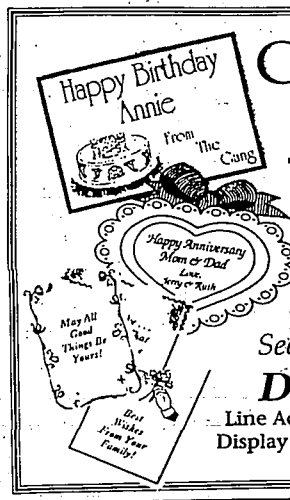 Happy Birthday
Annie
From
The
Gang
C
Happy Anniversary
Mom & Dad
Love,
Jerry & Ruth
May All
Good
Things Be
Yours!
Best
Wishes
From Your
Family!
See
D
Line Ad
Display